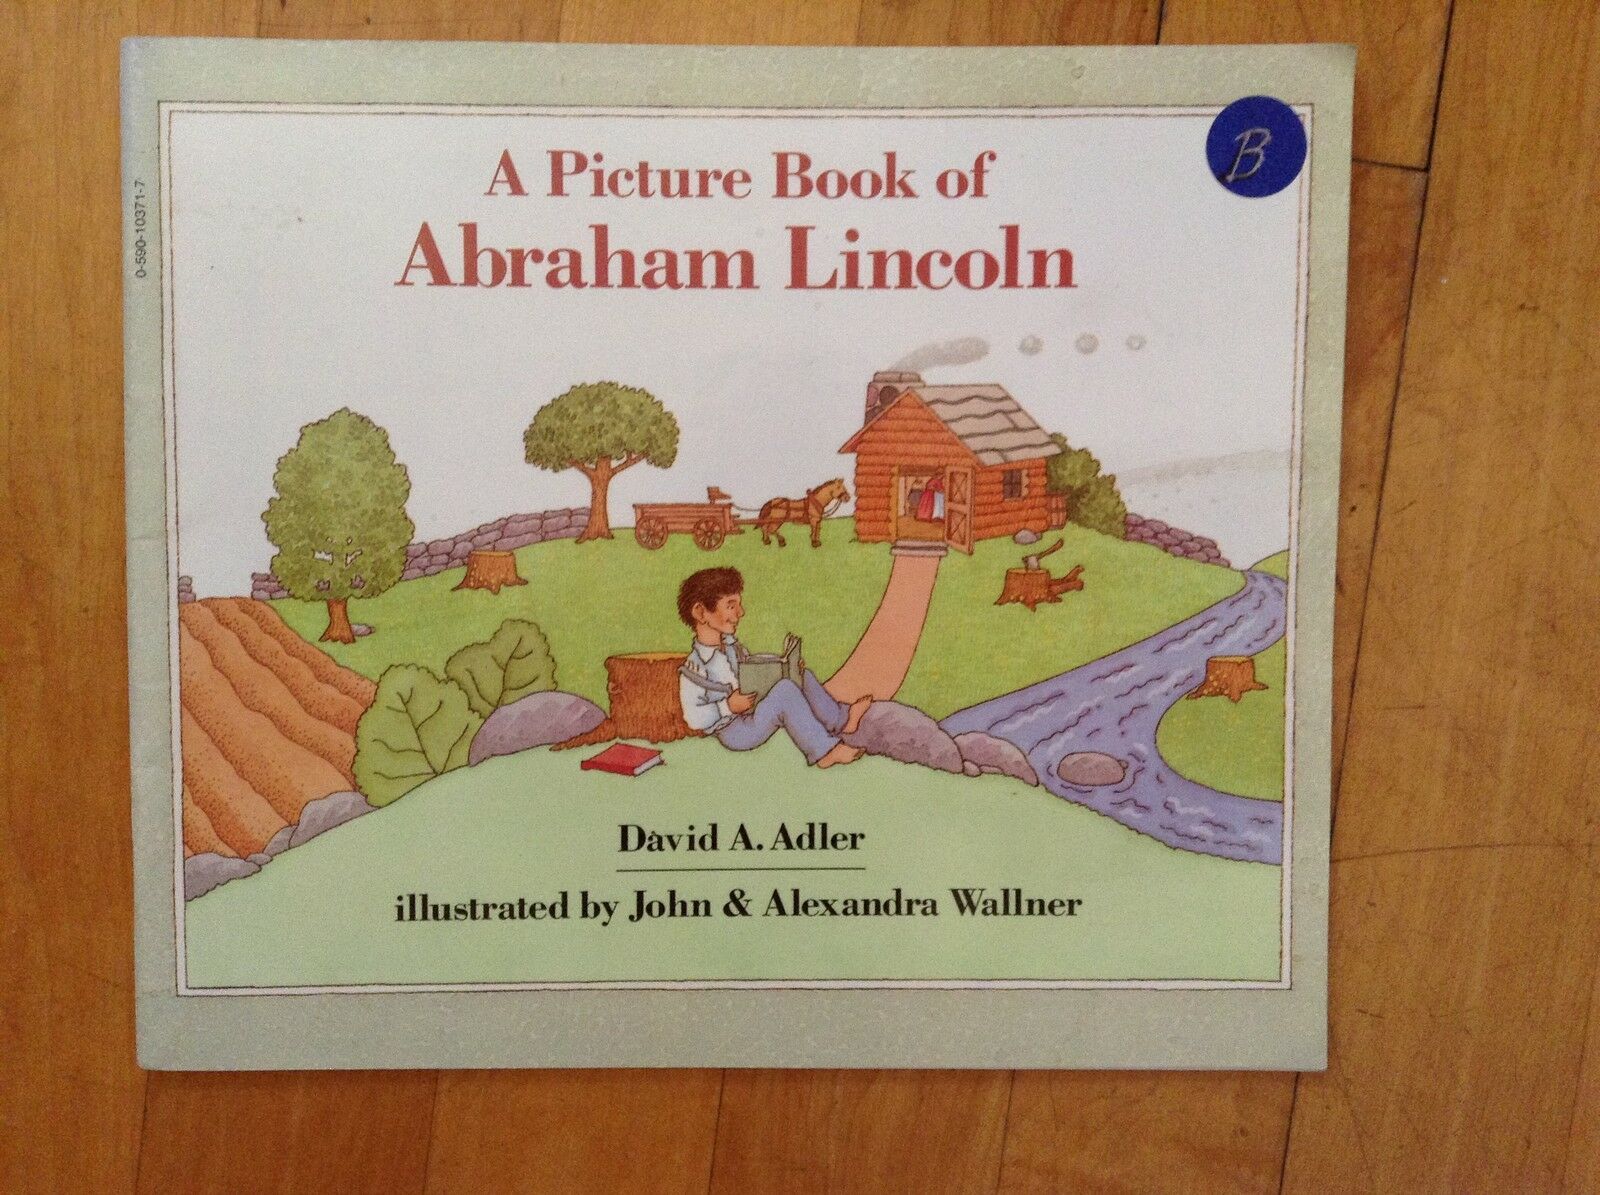 0-590-10371-7
B
A Picture Book of
Abraham Lincoln
David A. Adler
illustrated by John & Alexandra Wallner